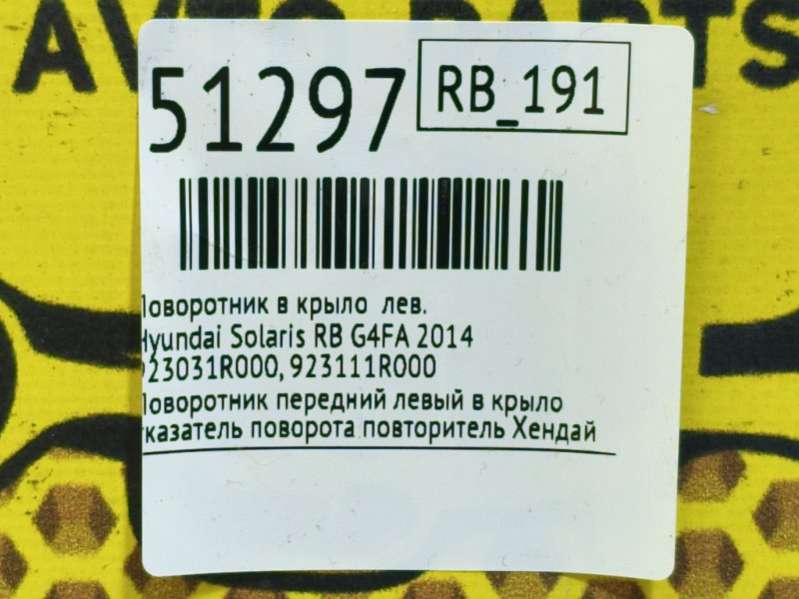 51297
RB_191
Поворотник в крыло лев.
Hyundai Solaris RB G4FA 2014
923031R000, 923111R000
Поворотник передний левый в крыло
указатель поворота повторитель Хендай